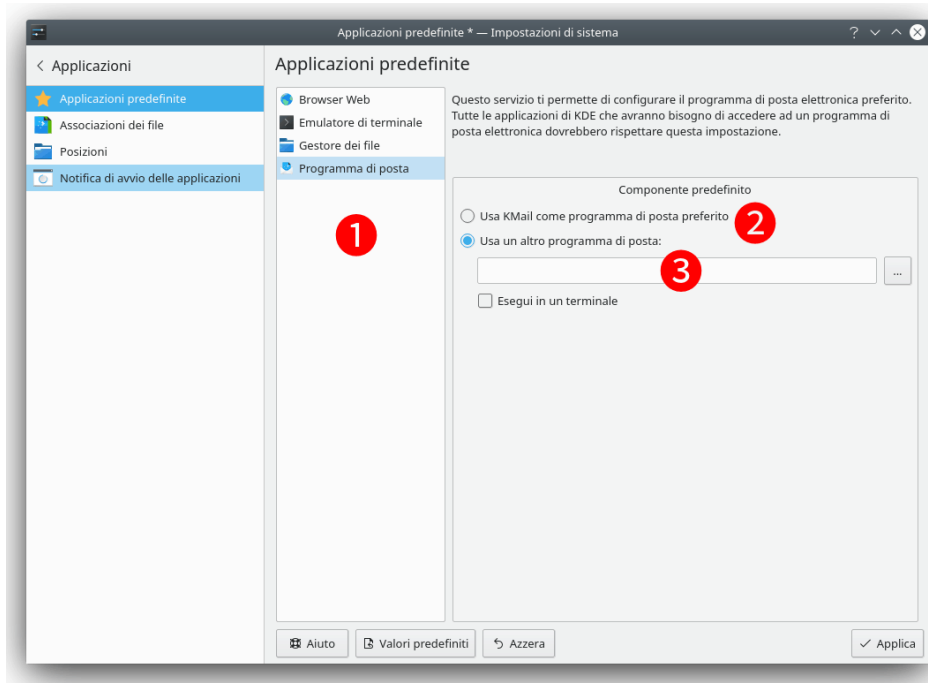 Applicazioni predefinite * — Impostazioni di sistema
Applicazioni
Applicazioni predefinite
Associazioni dei file
Posizioni
Notifica di avvio delle applicazioni
Applicazioni predefinite
Browser Web
Emulatore di terminale
Gestore dei file
Programma di posta
1
Questo servizio ti permette di configurare il programma di posta elettronica preferito.
Tutte le applicazioni di KDE che avranno bisogno di accedere ad un programma di
posta elettronica dovrebbero rispettare questa impostazione.
Componente predefinito
Usa KMail come programma di posta preferito
2
Usa un altro programma di posta:
3
...
Esegui in un terminale
Aiuto
Valori predefiniti
Azzera
Applica